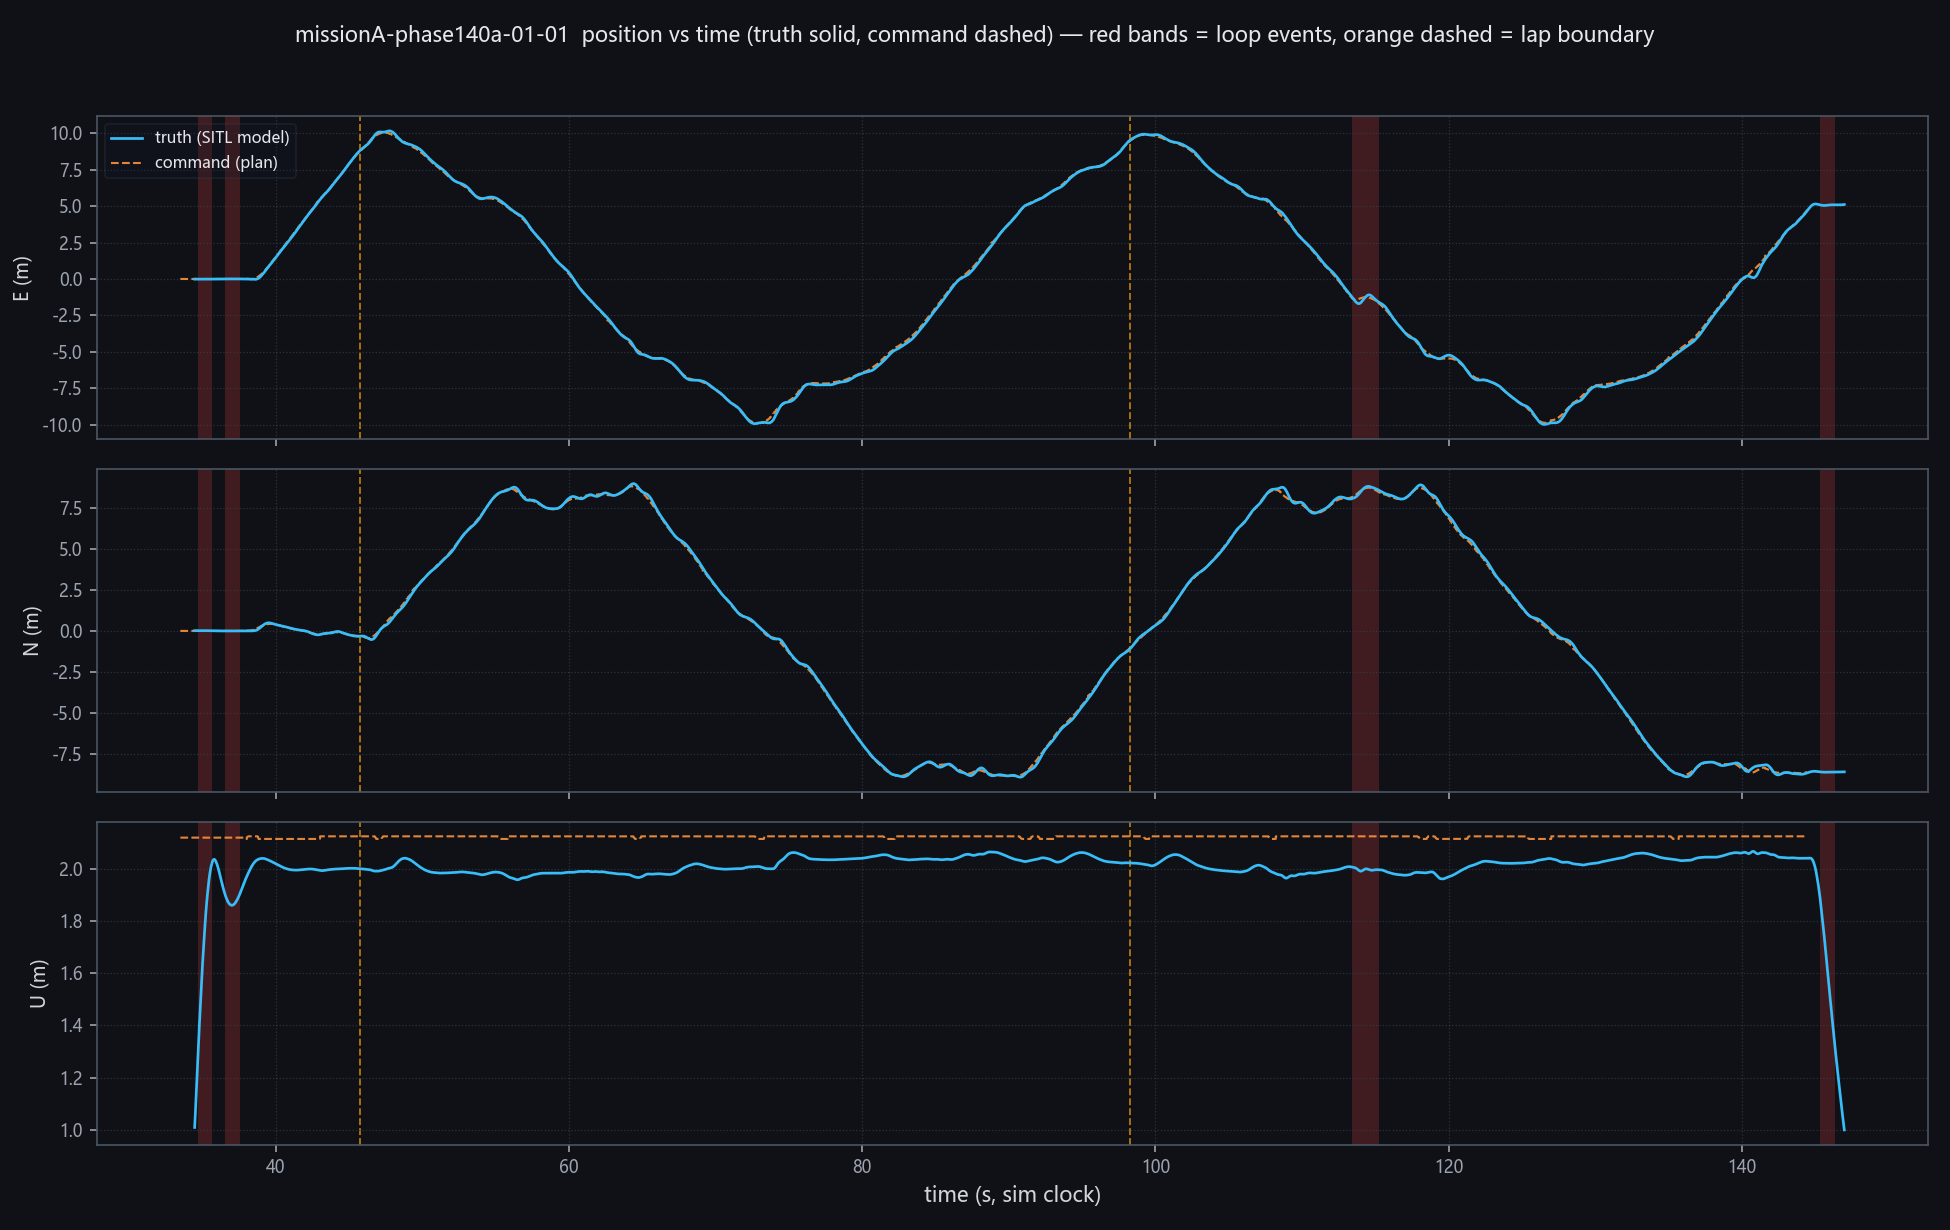 missionA-phase140a-01-01  position vs time (truth solid, command dashed) — red bands = loop events, orange dashed = lap boundary
truth (SITL model)
command (plan)
E (m)
10.0
7.5
5.0
2.5
0.0
-2.5
-5.0
-7.5
-10.0
N (m)
7.5
5.0
2.5
0.0
-2.5
-5.0
-7.5
U (m)
2.0
1.8
1.6
1.4
1.2
1.0
40 60 80 100 120 140
time (s, sim clock)